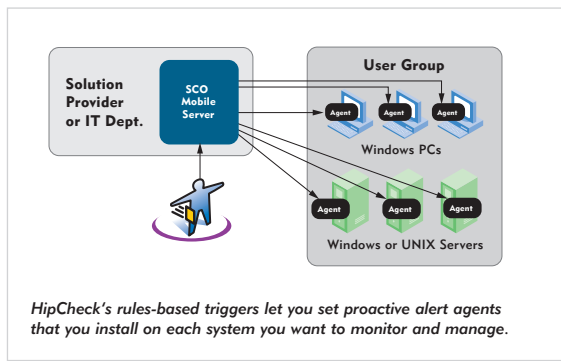 Solution
Provider
or IT Dept.
SCO
Mobile
Server
User Group
Agent
Agent
Agent
Windows PCs
Agent
Agent
Agent
Windows or UNIX Servers
HipCheck's rules-based triggers let you set proactive alert agents
that you install on each system you want to monitor and manage.